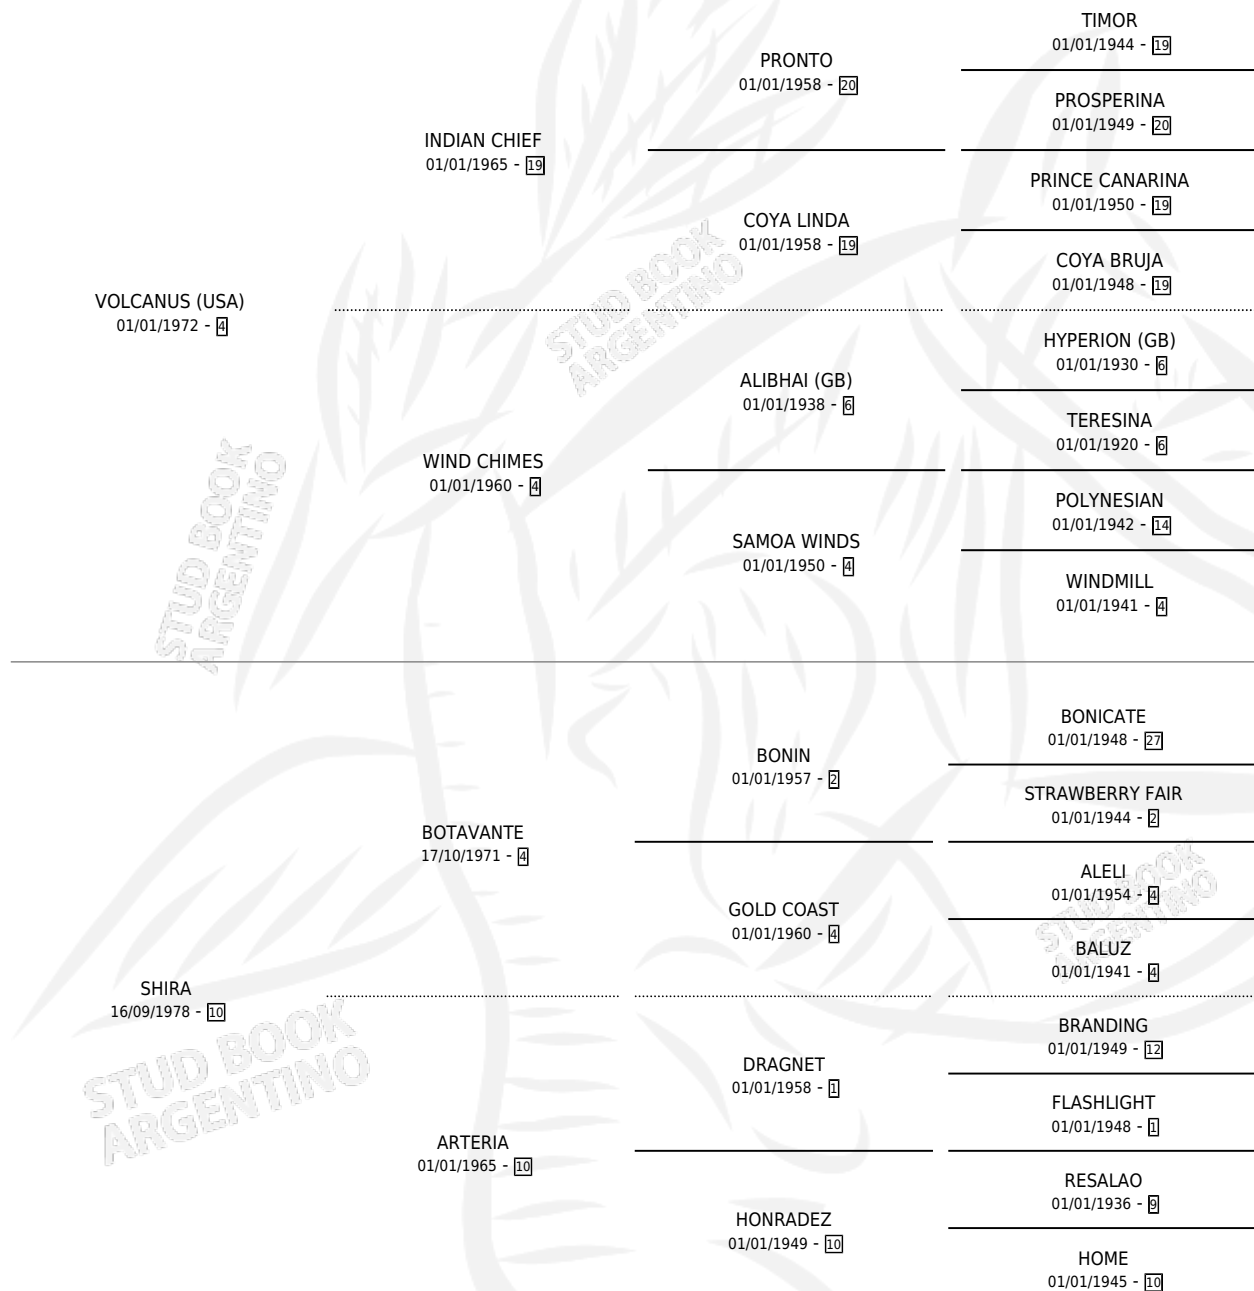 TIMOR
01/01/1944 - 19
PRONTO
01/01/1958 - 20
PROSPERINA
01/01/1949 - 20
INDIAN CHIEF
01/01/1965 - 19
PRINCE CANARINA
01/01/1950 - 19
COYA LINDA
01/01/1958 - 19
COYA BRUJA
01/01/1948 - 19
VOLCANUS (USA)
01/01/1972 - 4
HYPERION (GB)
01/01/1930 - 6
ALIBHAI (GB)
01/01/1938 - 6
TERESINA
01/01/1920 - 6
WIND CHIMES
01/01/1960 - 4
POLYNESIAN
01/01/1942 - 14
SAMOA WINDS
01/01/1950 - 4
WINDMILL
01/01/1941 - 4
BONICATE
01/01/1948 - 27
BONIN
01/01/1957 - 2
STRAWBERRY FAIR
01/01/1944 - 2
BOTAVANTE
17/10/1971 - 4
ALELI
01/01/1954 - 4
GOLD COAST
01/01/1960 - 4
BALUZ
01/01/1941 - 4
SHIRA
16/09/1978 - 10
BRANDING
01/01/1949 - 12
DRAGNET
01/01/1958 - 1
FLASHLIGHT
01/01/1948 - 1
ARTERIA
01/01/1965 - 10
RESALAO
01/01/1936 - 9
HONRADEZ
01/01/1949 - 10
HOME
01/01/1945 - 10
STUD BOOK
ARGENTINO
STUD BOOK
ARGENTINO
STUD BOOK
ARGENTINO
STUD BOOK
ARGENTINO